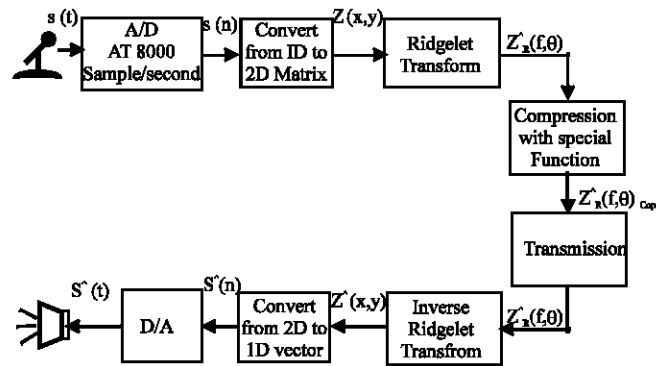 s (t)
A/D
AT 8000
Sample/second
s (n)
Convert
from ID to
2D Matrix
Z(x,y)
Ridgelet
Transform
Z^R(f,θ)
Compression
with special
Function
Z^R(f,θ) Cop
Transmission
Z^R(f,θ)
Inverse
Ridgelet
Transfrom
Z^(x,y)
Convert
from 2D to
1D vector
S^(n)
D/A
S^ (t)